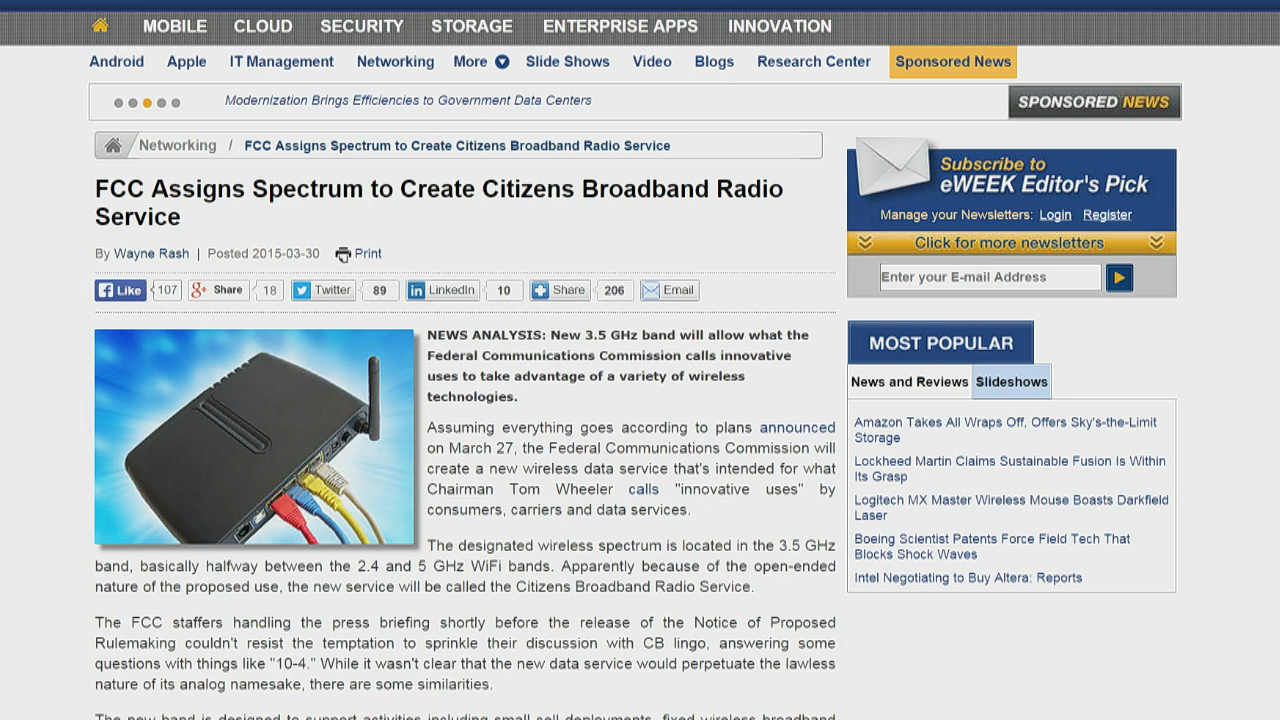 MOBILE CLOUD SECURITY STORAGE ENTERPRISE APPS INNOVATION
Android Apple IT Management Networking More Slide Shows Video Blogs Research Center Sponsored News
Modernization Brings Efficiencies to Government Data Centers
SPONSORED NEWS
Networking / FCC Assigns Spectrum to Create Citizens Broadband Radio Service
FCC Assigns Spectrum to Create Citizens Broadband Radio
Service
By Wayne Rash | Posted 2015-03-30 Print
Like 107 Share 18 Twitter 89 LinkedIn 10 Share 206 Email
NEWS ANALYSIS: New 3.5 GHz band will allow what the
Federal Communications Commission calls innovative
uses to take advantage of a variety of wireless
technologies.
Assuming everything goes according to plans announced
on March 27, the Federal Communications Commission will
create a new wireless data service that's intended for what
Chairman Tom Wheeler calls "innovative uses" by
consumers, carriers and data services.
The designated wireless spectrum is located in the 3.5 GHz
band, basically halfway between the 2.4 and 5 GHz WiFi bands. Apparently because of the open-ended
nature of the proposed use, the new service will be called the Citizens Broadband Radio Service.
The FCC staffers handling the press briefing shortly before the release of the Notice of Proposed
Rulemaking couldn't resist the temptation to sprinkle their discussion with CB lingo, answering some
questions with things like "10-4." While it wasn't clear that the new data service would perpetuate the lawless
nature of its analog namesake, there are some similarities.
The new band is designed to support activities including small cell deployments, fixed wireless broadband
Subscribe to
eWEEK Editor's Pick
Manage your Newsletters: Login Register
Click for more newsletters
Enter your E-mail Address
MOST POPULAR
News and Reviews Slideshows
Amazon Takes All Wraps Off, Offers Sky's-the-Limit
Storage
Lockheed Martin Claims Sustainable Fusion Is Within
Its Grasp
Logitech MX Master Wireless Mouse Boasts Darkfield
Laser
Boeing Scientist Patents Force Field Tech That
Blocks Shock Waves
Intel Negotiating to Buy Altera: Reports